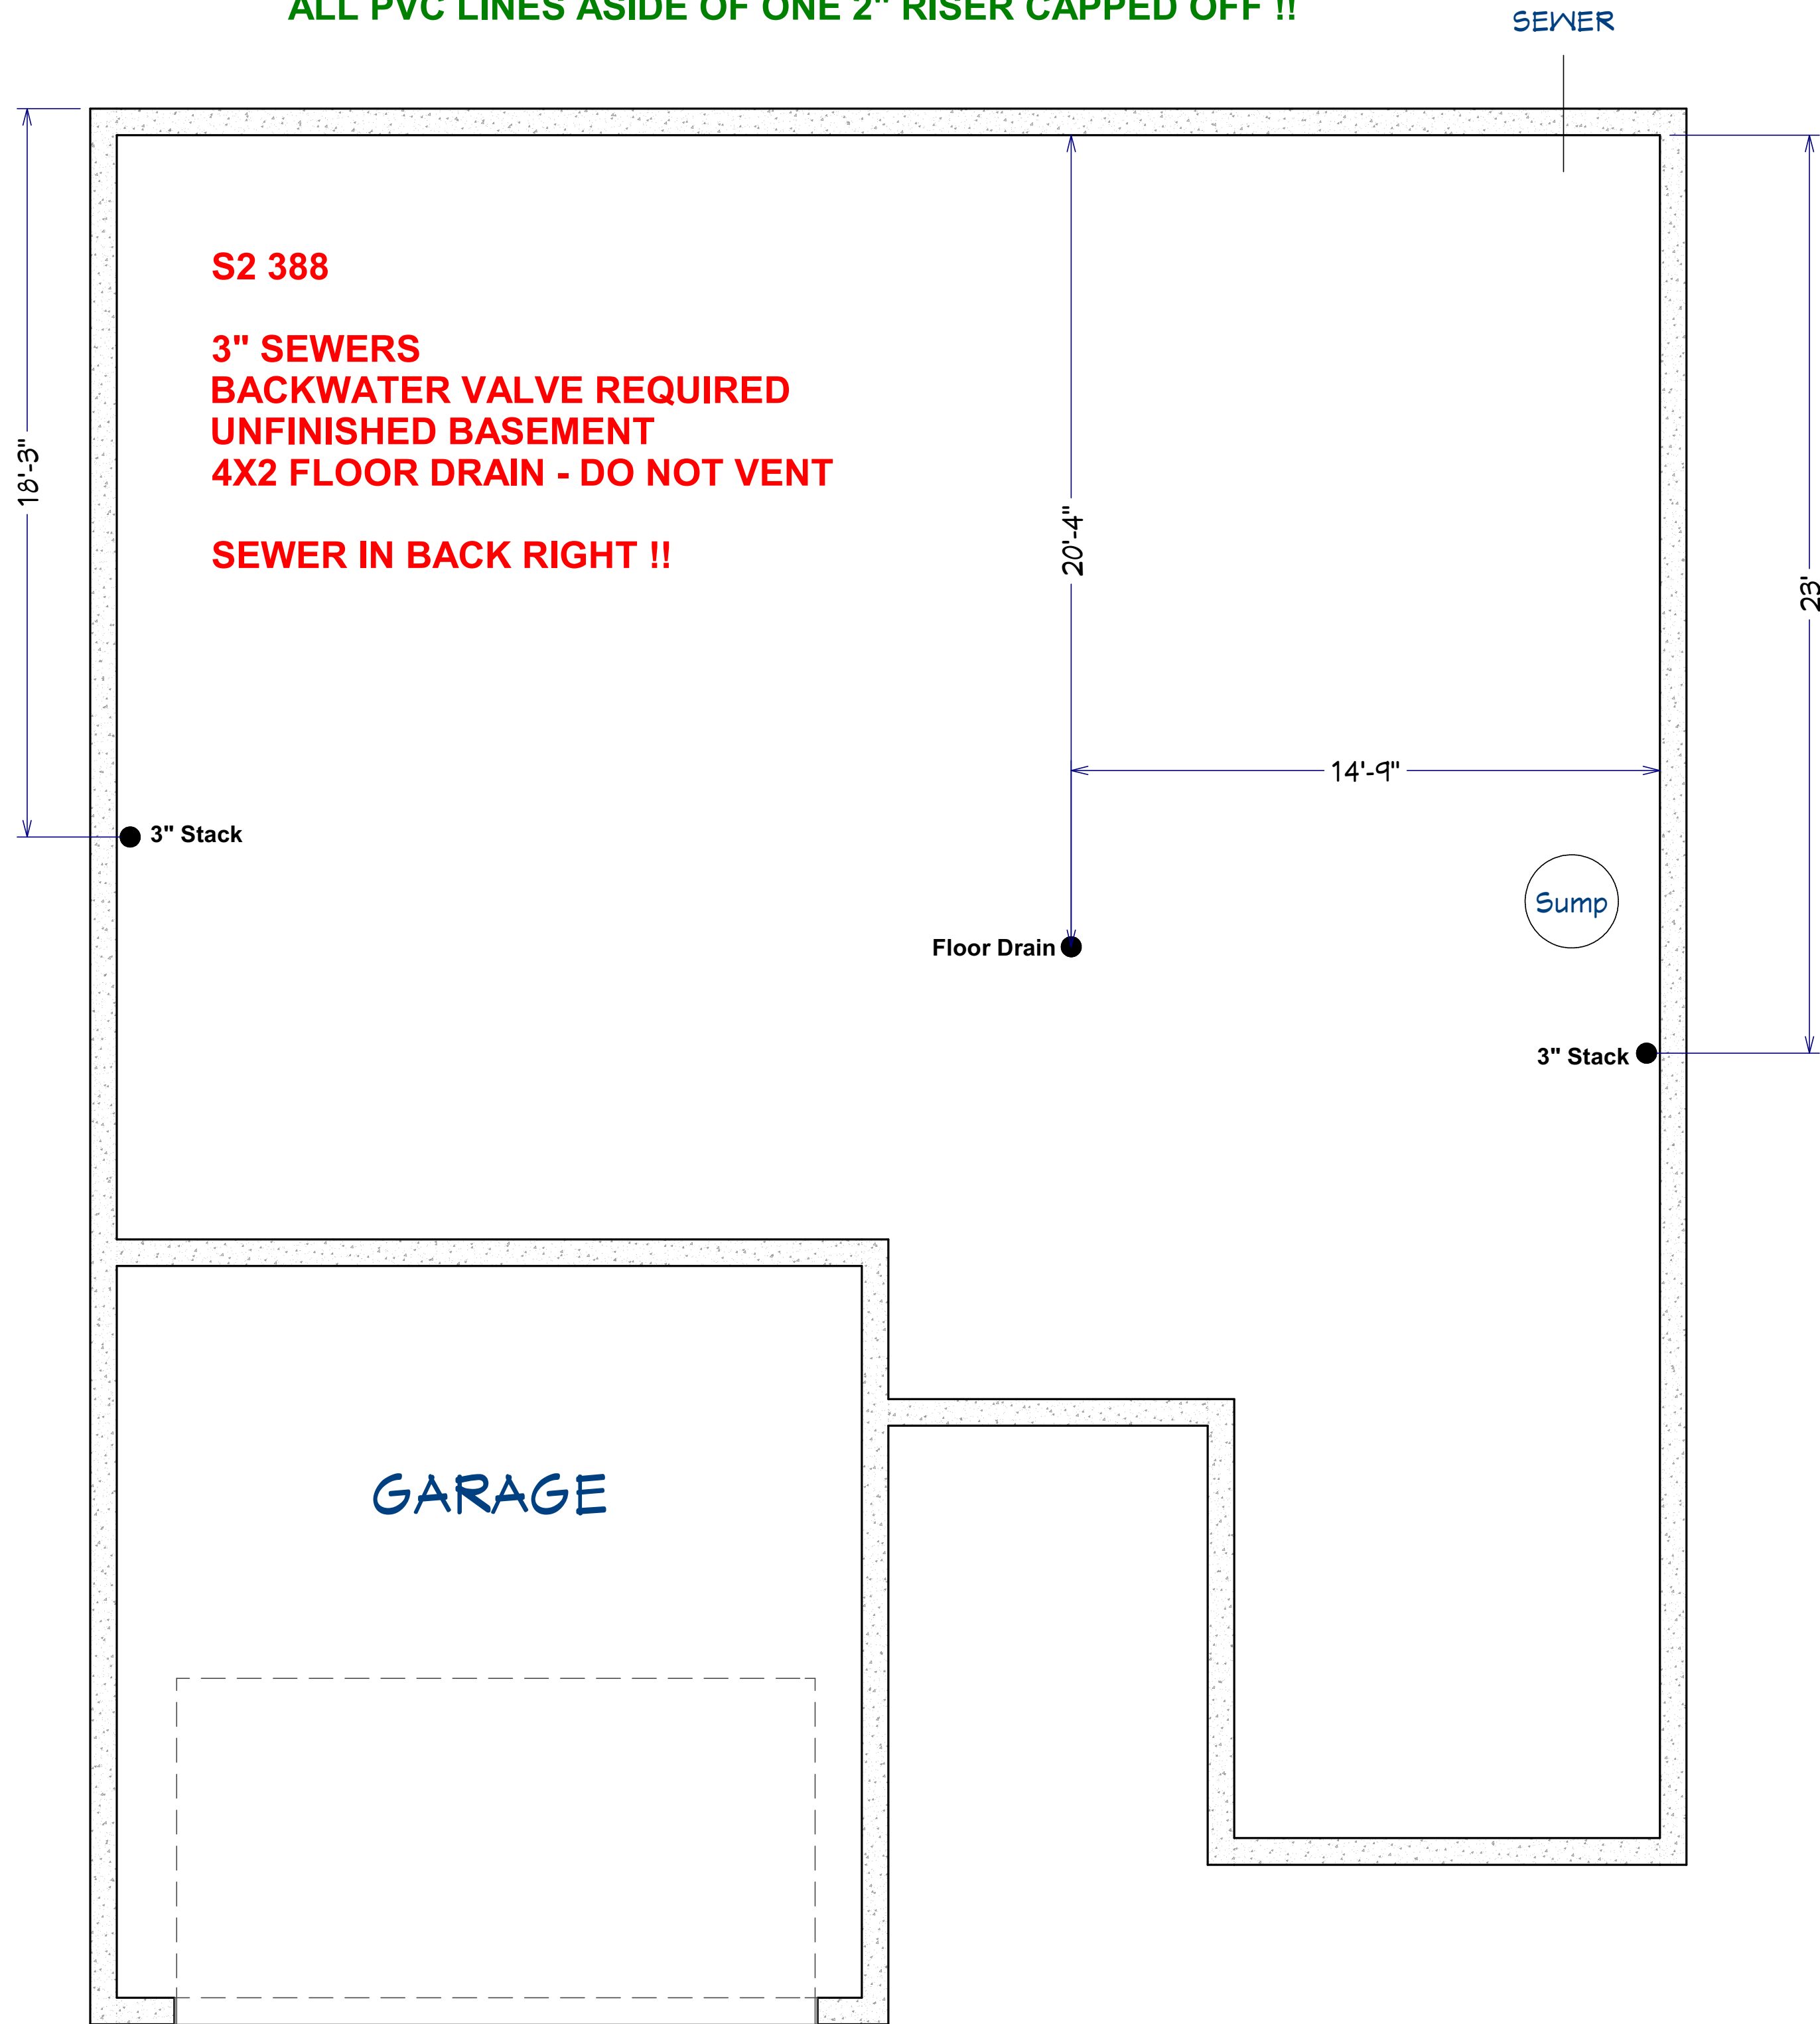 ALL PVC LINES ASIDE OF ONE 2" RISER CAPPED OFF !!
SEWER
S2 388
3" SEWERS
BACKWATER VALVE REQUIRED
UNFINISHED BASEMENT
4X2 FLOOR DRAIN - DO NOT VENT
SEWER IN BACK RIGHT !!
18'-3"
20'-4"
23'
14'-9"
3" Stack
Sump
Floor Drain
3" Stack
GARAGE